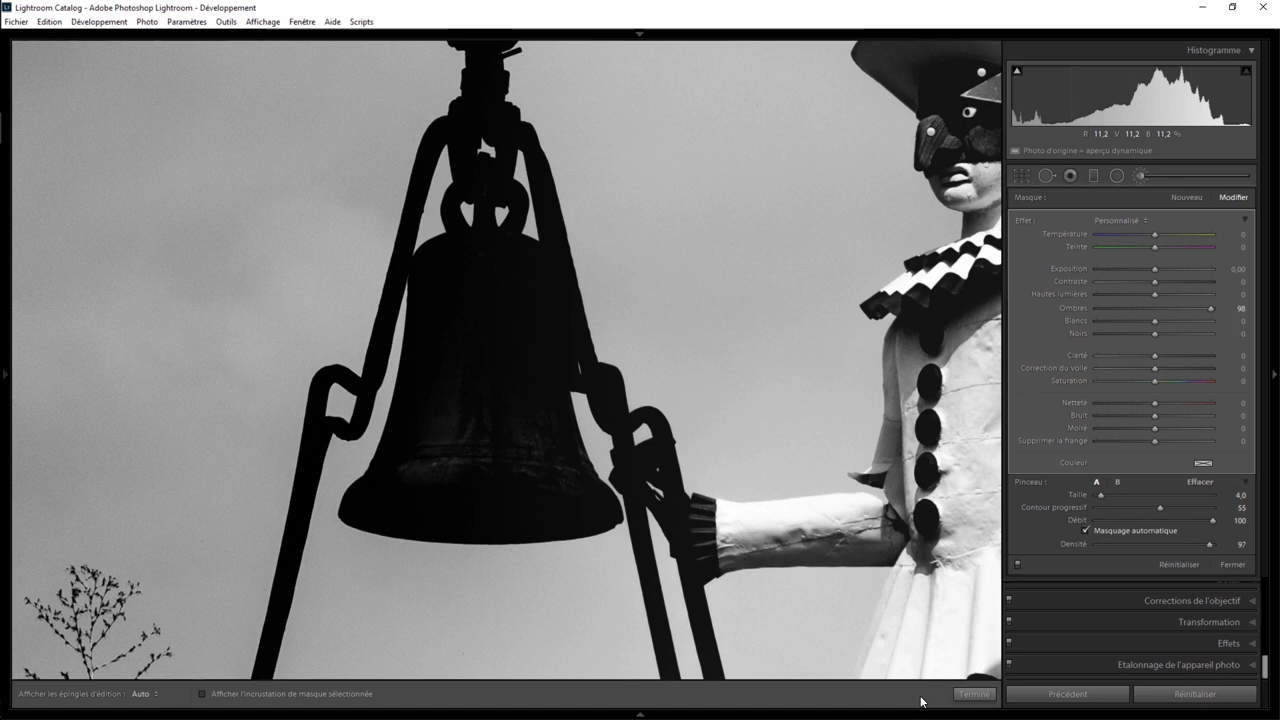 Lightroom Catalog - Adobe Photoshop Lightroom - Développement
Fichier Edition Développement Photo Paramètres Outils Affichage Fenêtre Aide Scripts
Histogramme
R 11,2 V 11,2 B 11,2 %
Photo d'origine + aperçu dynamique
Masque : Nouveau Modifier
Effet : Personnalisé
Température 0
Teinte 0
Exposition 0,00
Contraste 0
Hautes lumières 0
Ombres 98
Blancs 0
Noirs 0
Clarté 0
Correction du voile 0
Saturation 0
Netteté 0
Bruit 0
Moiré 0
Supprimer la frange 0
Couleur
Pinceau : A B Effacer
Taille 4,0
Contour progressif 55
Débit 100
Masquage automatique
Densité 97
Réinitialiser Fermer
Corrections de l'objectif
Transformation
Effets
Etalonnage de l'appareil photo
Afficher les épingles d'édition : Auto Afficher l'incrustation de masque sélectionnée Terminé
Précédent Réinitialiser